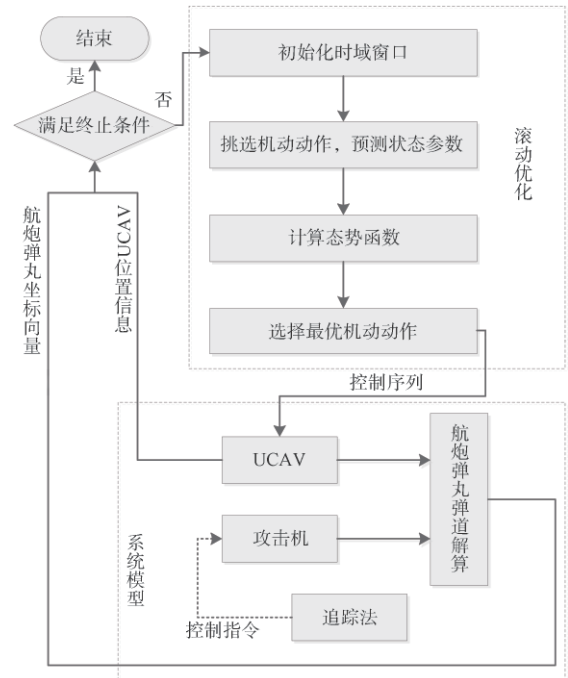 结束
是
否
满足终止条件
初始化时域窗口
挑选机动动作，预测状态参数
计算态势函数
选择最优机动动作
滚动优化
航炮弹丸坐标向量
UCAV位置信息
控制序列
UCAV
航炮弹丸弹道解算
攻击机
系统模型
控制指令
追踪法